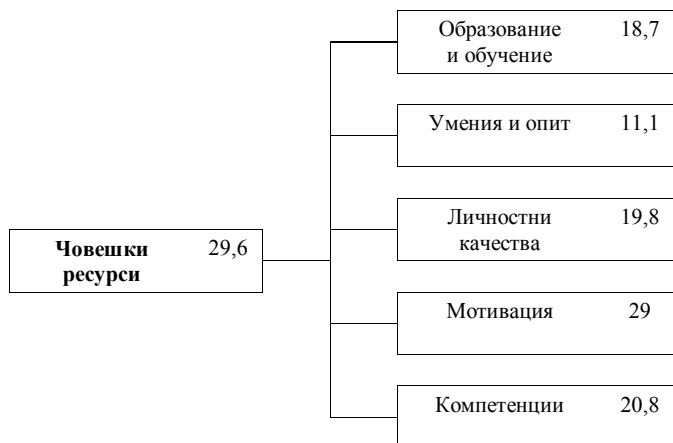 Образование 18,7
и обучение
Умения и опит 11,1
Личностни 19,8
качества
Човешки 29,6
ресурси
Мотивация 29
Компетенции 20,8